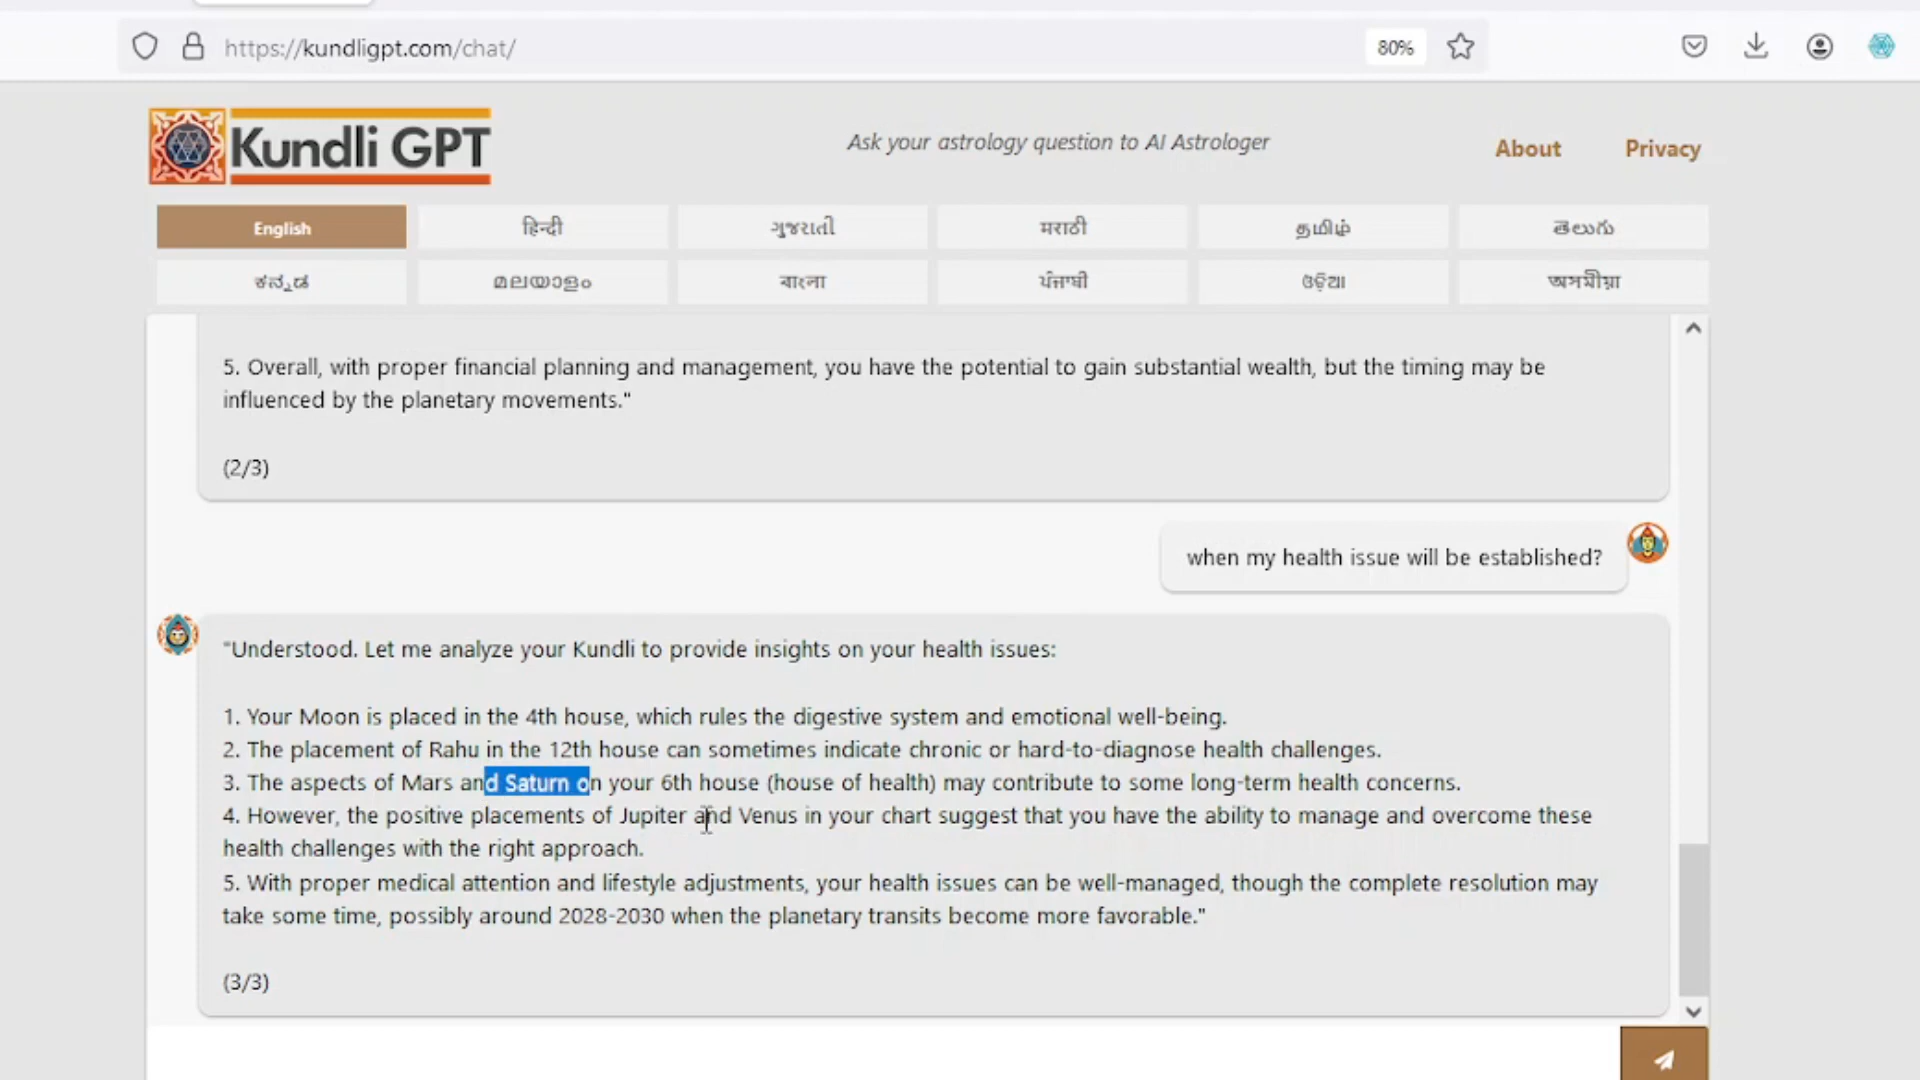 https://kundligpt.com/chat/
80%
Kundli GPT
Ask your astrology question to AI Astrologer
About
Privacy
English
हिन्दी
ગુજરાતી
मराठी
தமிழ்
తెలుగు
ಕನ್ನಡ
മലയാളം
বাংলা
ਪੰਜਾਬੀ
ଓଡ଼ିଆ
অসমীয়া
5. Overall, with proper financial planning and management, you have the potential to gain substantial wealth, but the timing may be
influenced by the planetary movements."
(2/3)
when my health issue will be established?
"Understood. Let me analyze your Kundli to provide insights on your health issues:
1. Your Moon is placed in the 4th house, which rules the digestive system and emotional well-being.
2. The placement of Rahu in the 12th house can sometimes indicate chronic or hard-to-diagnose health challenges.
3. The aspects of Mars and Saturn on your 6th house (house of health) may contribute to some long-term health concerns.
4. However, the positive placements of Jupiter and Venus in your chart suggest that you have the ability to manage and overcome these
health challenges with the right approach.
5. With proper medical attention and lifestyle adjustments, your health issues can be well-managed, though the complete resolution may
take some time, possibly around 2028-2030 when the planetary transits become more favorable."
(3/3)